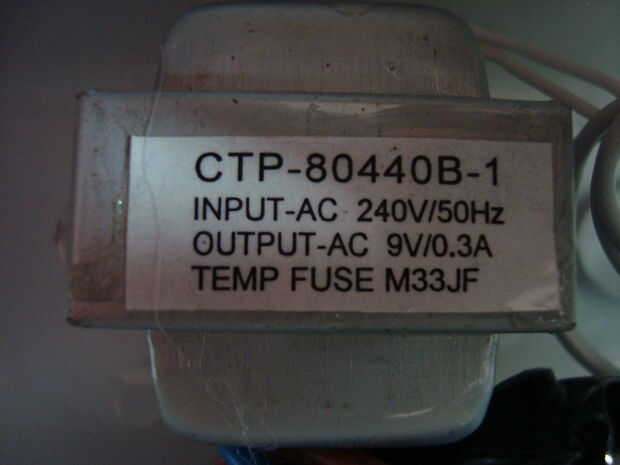 CTP-80440B-1
INPUT-AC 240V/50Hz
OUTPUT-AC 9V/0.3A
TEMP FUSE M33JF